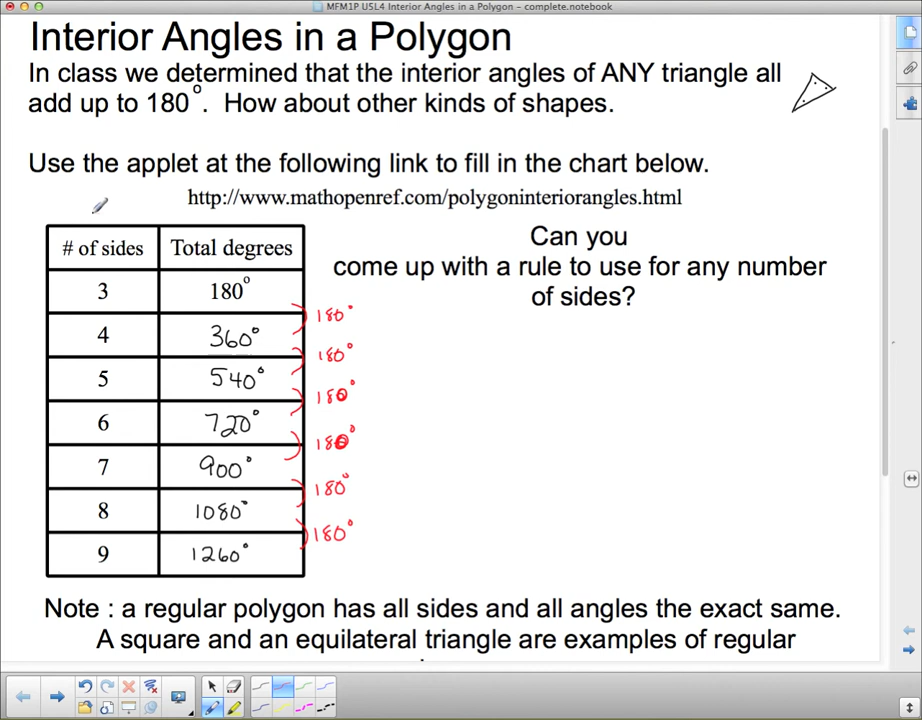 MFM1P U5L4 Interior Angles in a Polygon - complete.notebook
Interior Angles in a Polygon
In class we determined that the interior angles of ANY triangle all
add up to 180°. How about other kinds of shapes.
Use the applet at the following link to fill in the chart below.
http://www.mathopenref.com/polygoninteriorangles.html
# of sides Total degrees
3 180°
4 360°
5 540°
6 720°
7 900°
8 1080°
9 1260°
180°
180°
180°
180°
180°
180°
Can you
come up with a rule to use for any number
of sides?
Note : a regular polygon has all sides and all angles the exact same.
A square and an equilateral triangle are examples of regular